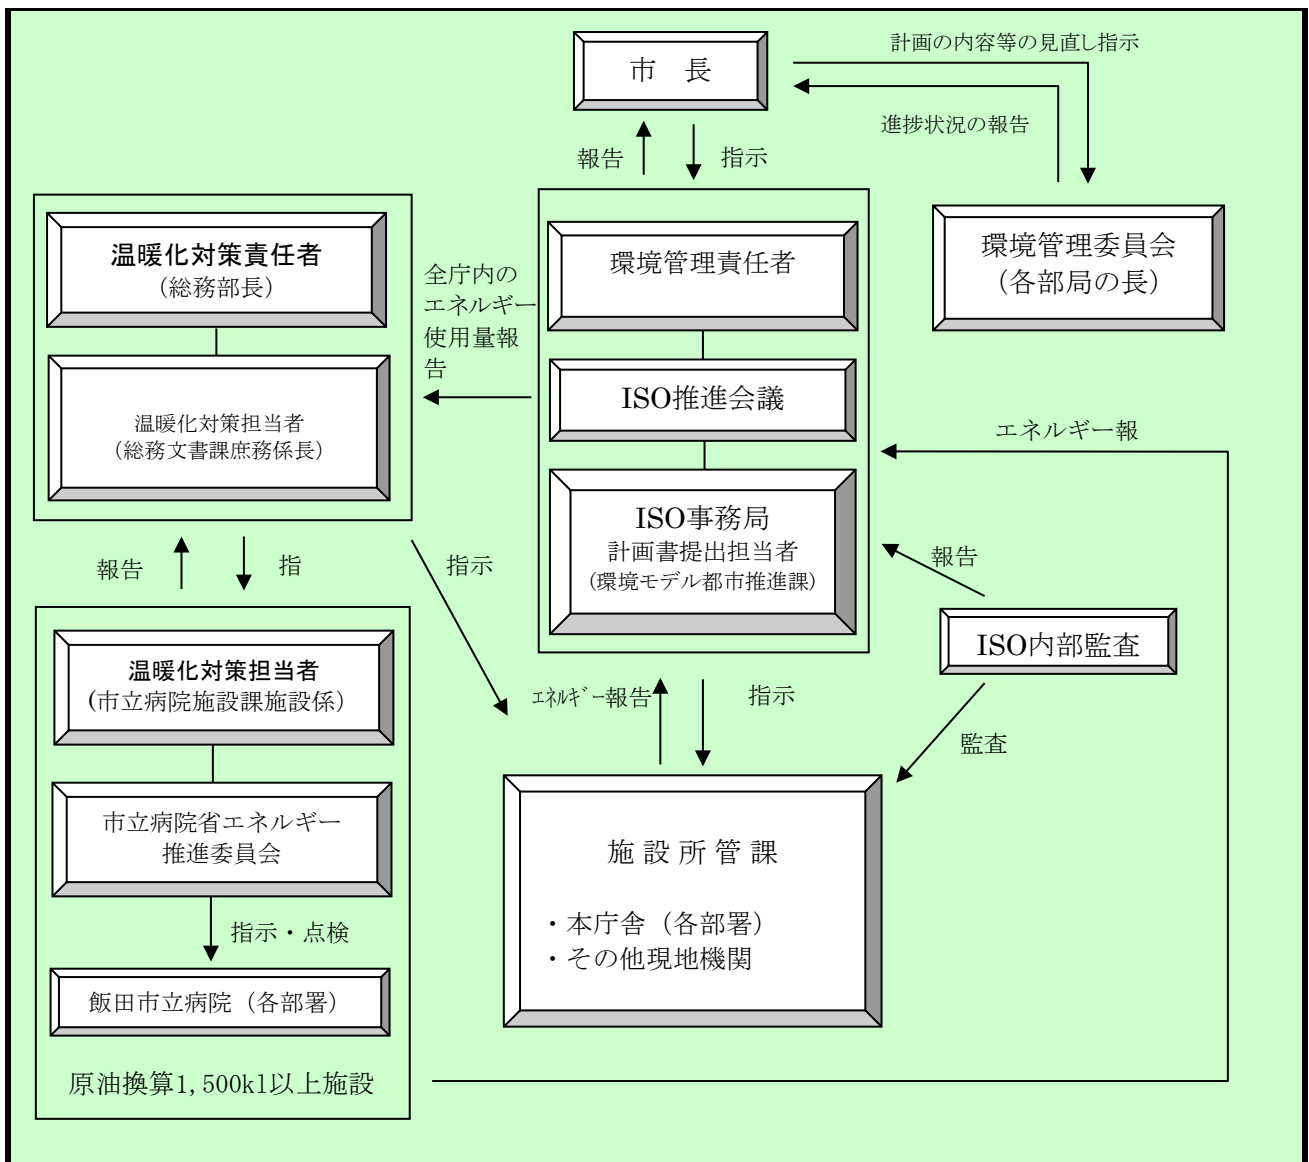 市　長
計画の内容等の見直し指示
進捗状況の報告
報告
指示
環境管理委員会
（各部局の長）
温暖化対策責任者
（総務部長）
温暖化対策担当者
（総務文書課庶務係長）
全庁内の
エネルギー
使用量報
告
環境管理責任者
ISO推進会議
ISO事務局
計画書提出担当者
（環境モデル都市推進課）
エネルギー報
報告
ISO内部監査
監査
報告
指
指示
温暖化対策担当者
（市立病院施設課施設係）
市立病院省エネルギー
推進委員会
指示・点検
飯田市立病院（各部署）
原油換算1,500kl以上施設
エネルギー報告
指示
施 設 所 管 課
・本庁舎（各部署）
・その他現地機関